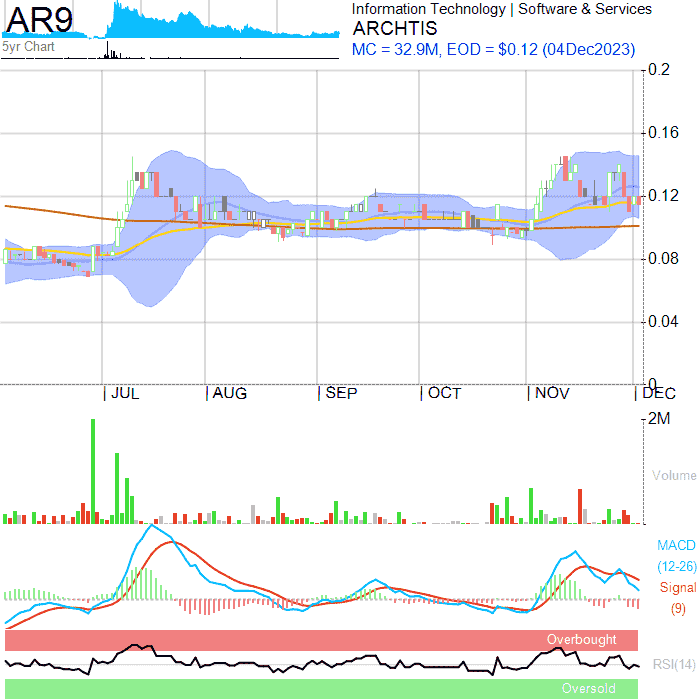 AR9
5yr Chart
Information Technology | Software & Services
ARCHTIS
MC = 32.9M, EOD = $0.12 (04Dec2023)
0.2
0.16
0.12
0.08
0.04
0
JUL AUG SEP OCT NOV DEC
2M
Volume
MACD
(12-26)
Signal
(9)
Overbought
RSI(14)
Oversold